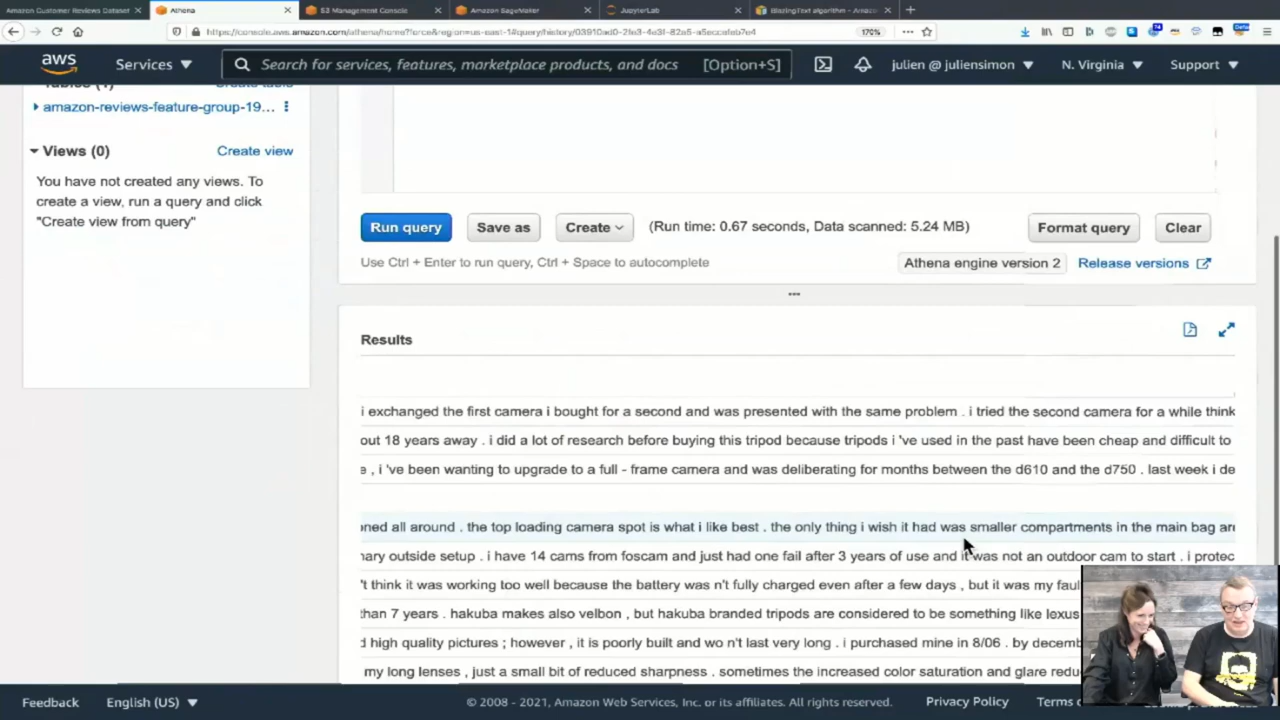 Amazon Customer Reviews Dataset
Athena
S3 Management Console
Amazon SageMaker
JupyterLab
BlazingText algorithm - Amazon
170%
aws
Services
Search for services, features, marketplace products, and docs
[Option+S]
julien @ juliensimon
N. Virginia
Support
Tables (1)
Create table
amazon-reviews-feature-group-19...
Views (0)
Create view
You have not created any views. To
create a view, run a query and click
"Create view from query"
Run query
Save as
Create
(Run time: 0.67 seconds, Data scanned: 5.24 MB)
Format query
Clear
Use Ctrl + Enter to run query, Ctrl + Space to autocomplete
Athena engine version 2
Release versions
Results
i exchanged the first camera i bought for a second and was presented with the same problem . i tried the second camera for a while think
out 18 years away . i did a lot of research before buying this tripod because tripods i 've used in the past have been cheap and difficult to
e , i 've been wanting to upgrade to a full - frame camera and was deliberating for months between the d610 and the d750 . last week i de
ned all around . the top loading camera spot is what i like best . the only thing i wish it had was smaller compartments in the main bag are
nary outside setup . i have 14 cams from foscam and just had one fail after 3 years of use and it was not an outdoor cam to start . i protec
't think it was working too well because the battery was n't fully charged even after a few days , but it was my faul
than 7 years . hakuba makes also velbon , but hakuba branded tripods are considered to be something like lexus
d high quality pictures ; however , it is poorly built and wo n't last very long . i purchased mine in 8/06 . by decemb
my long lenses , just a small bit of reduced sharpness . sometimes the increased color saturation and glare redu
Feedback
English (US)
© 2008 - 2021, Amazon Web Services, Inc. or its affiliates. All rights reserved.
Privacy Policy
Terms